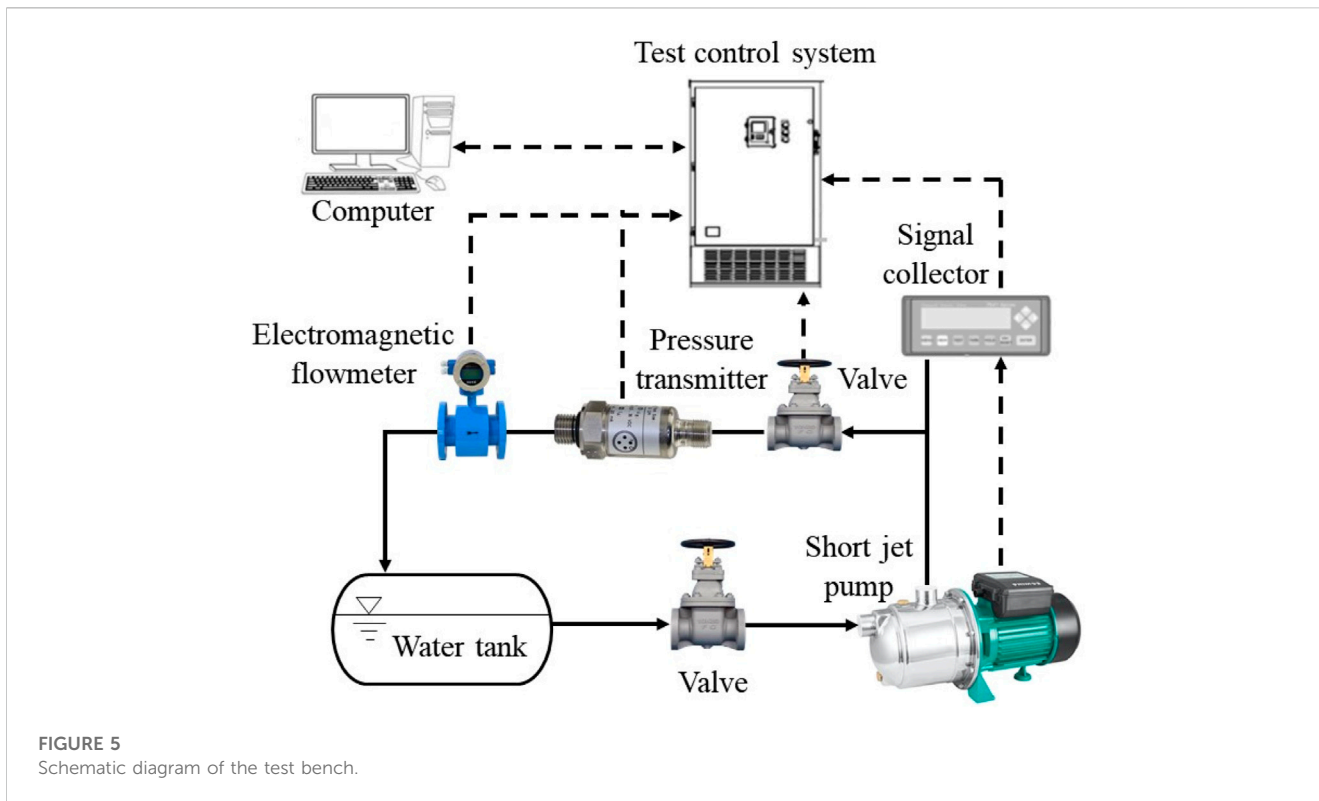 Test control system
Computer
Signal
collector
Electromagnetic
flowmeter
Pressure
transmitter
Valve
Short jet
pump
Water tank
Valve
FIGURE 5
Schematic diagram of the test bench.